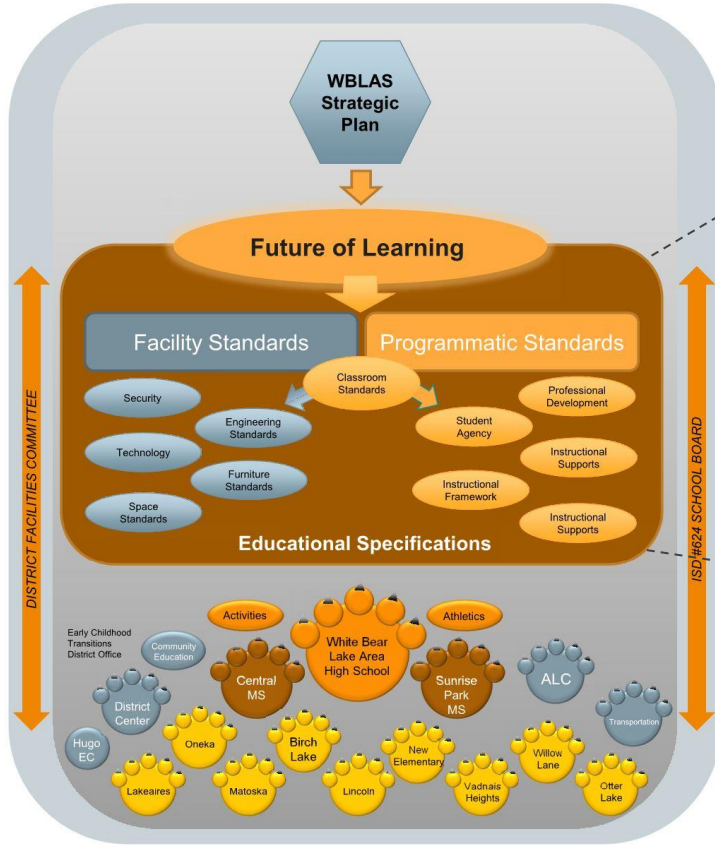 WBLAS
Strategic
Plan
Future of Learning
Facility Standards
Programmatic Standards
Classroom
Standards
Security
Engineering
Standards
Technology
Furniture
Standards
Space
Standards
Professional
Development
Student
Agency
Instructional
Supports
Instructional
Framework
Instructional
Supports
Educational Specifications
DISTRICT FACILITIES COMMITTEE
ISD #624 SCHOOL BOARD
Activities
Athletics
White Bear
Lake Area
High School
Early Childhood
Transitions
District Office
Community
Education
Central
MS
Sunrise
Park
MS
ALC
District
Center
Transportation
Hugo
EC
Oneka
Birch
Lake
New
Elementary
Willow
Lane
Lakeaires
Matoska
Lincoln
Vadnais
Heights
Otter
Lake